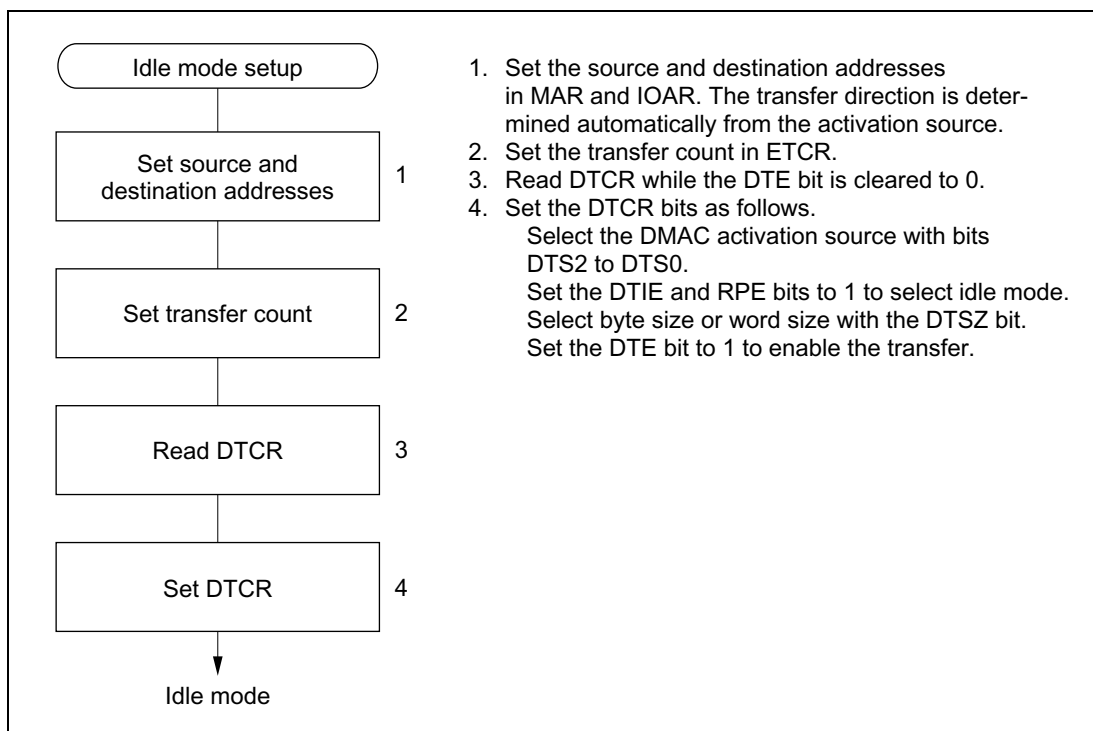 Idle mode setup
Set source and
destination addresses
1
Set transfer count
2
Read DTCR
3
Set DTCR
4
Idle mode
1. Set the source and destination addresses
in MAR and IOAR. The transfer direction is deter-
mined automatically from the activation source.
2. Set the transfer count in ETCR.
3. Read DTCR while the DTE bit is cleared to 0.
4. Set the DTCR bits as follows.
Select the DMAC activation source with bits
DTS2 to DTS0.
Set the DTIE and RPE bits to 1 to select idle mode.
Select byte size or word size with the DTSZ bit.
Set the DTE bit to 1 to enable the transfer.